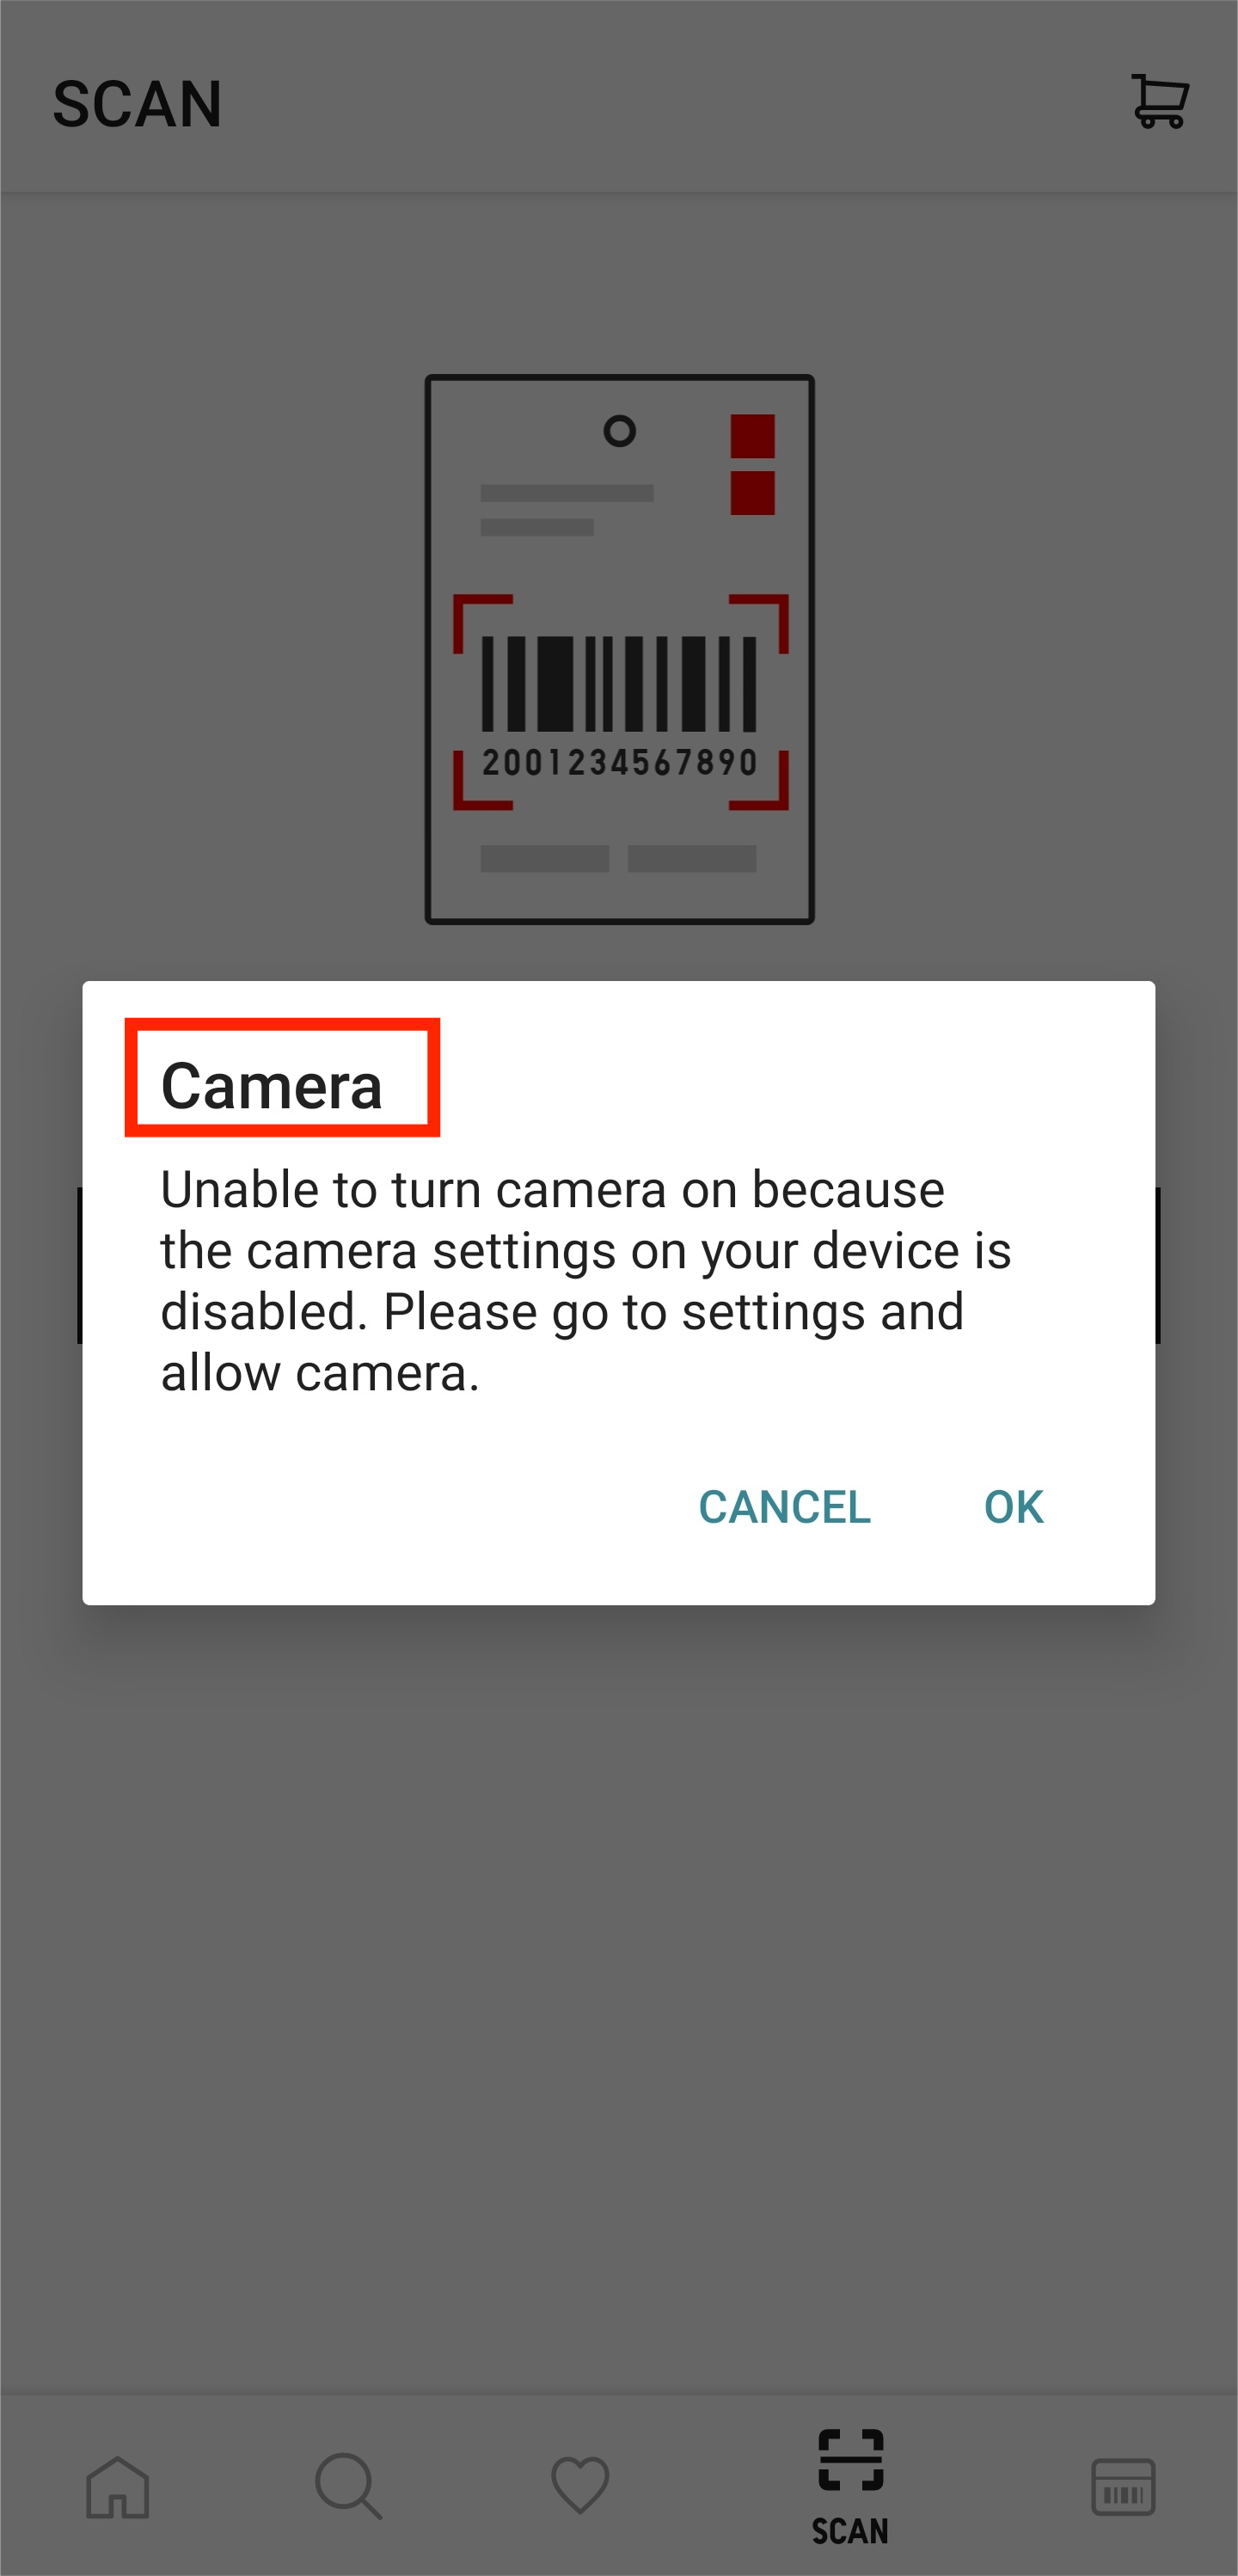 SCAN
2001234567890
Camera
Unable to turn camera on because
the camera settings on your device is
disabled. Please go to settings and
allow camera.
CANCEL OK
SCAN